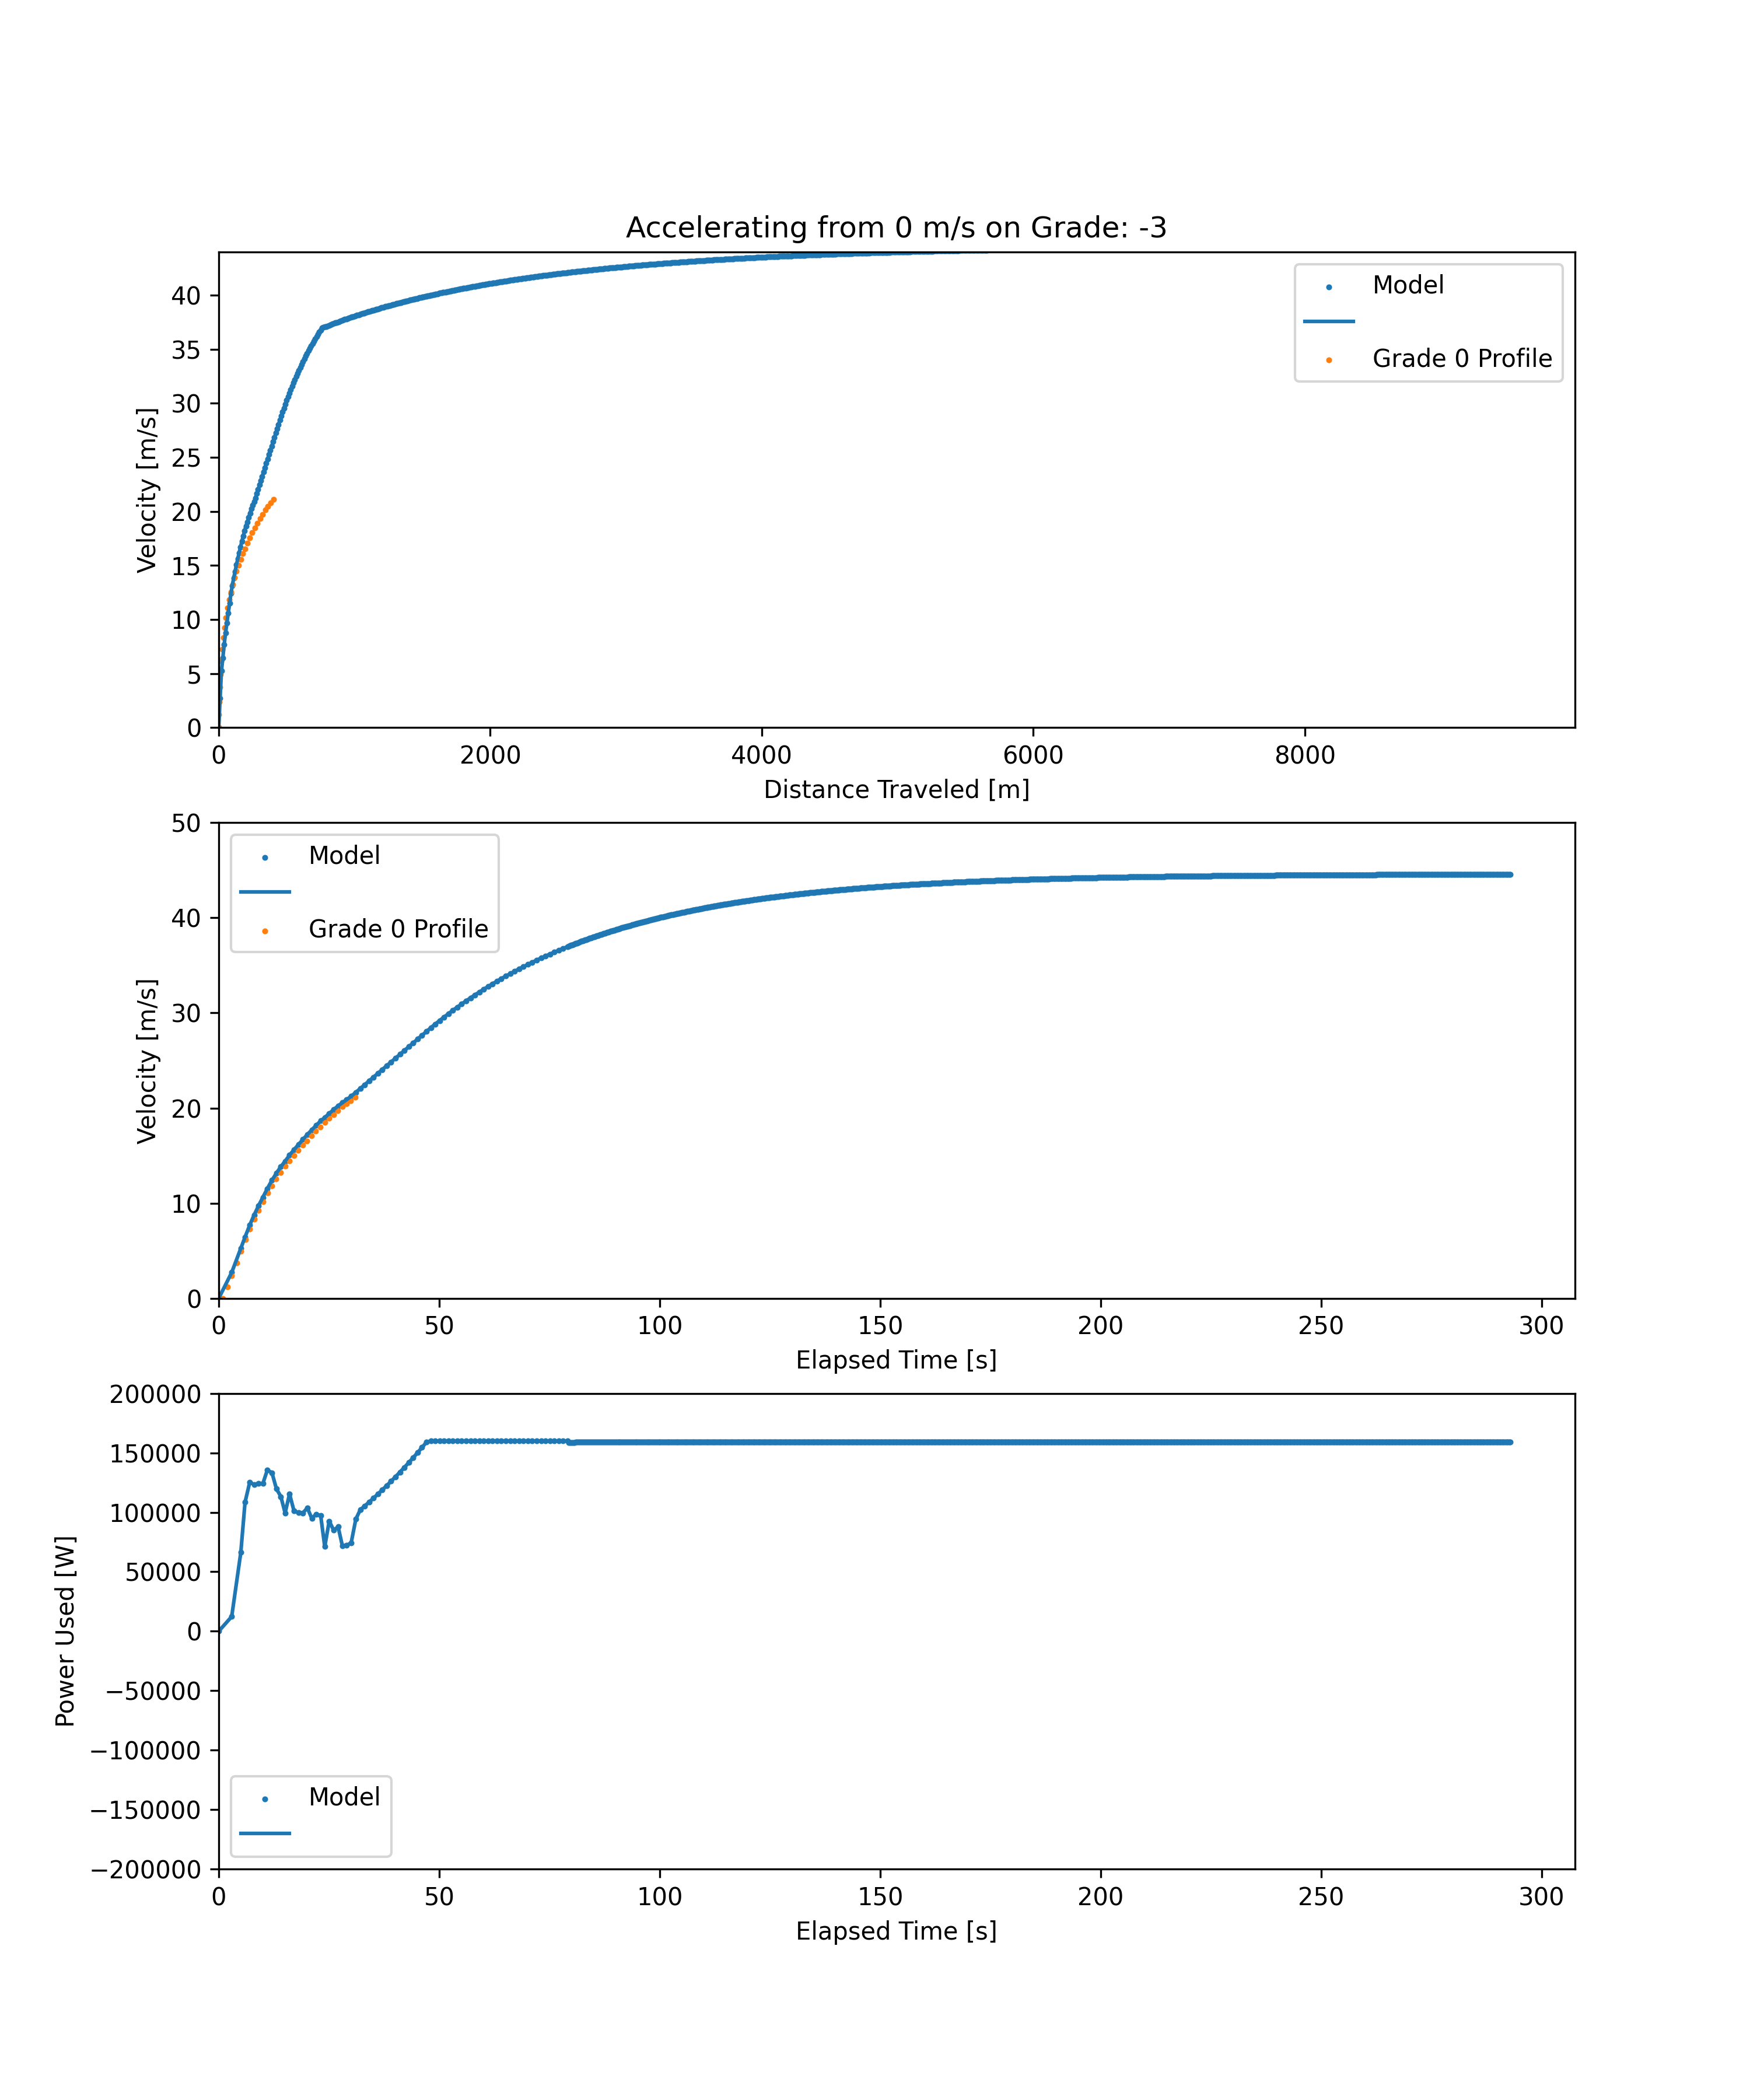 Accelerating from 0 m/s on Grade: -3
40
35
30
25
20
15
10
5
0
Velocity [m/s]
Model
Grade 0 Profile
0 2000 4000 6000 8000
Distance Traveled [m]
50
40
30
20
10
0
Velocity [m/s]
Model
Grade 0 Profile
0 50 100 150 200 250 300
Elapsed Time [s]
200000
150000
100000
50000
0
−50000
−100000
−150000
−200000
Power Used [W]
Model
0 50 100 150 200 250 300
Elapsed Time [s]